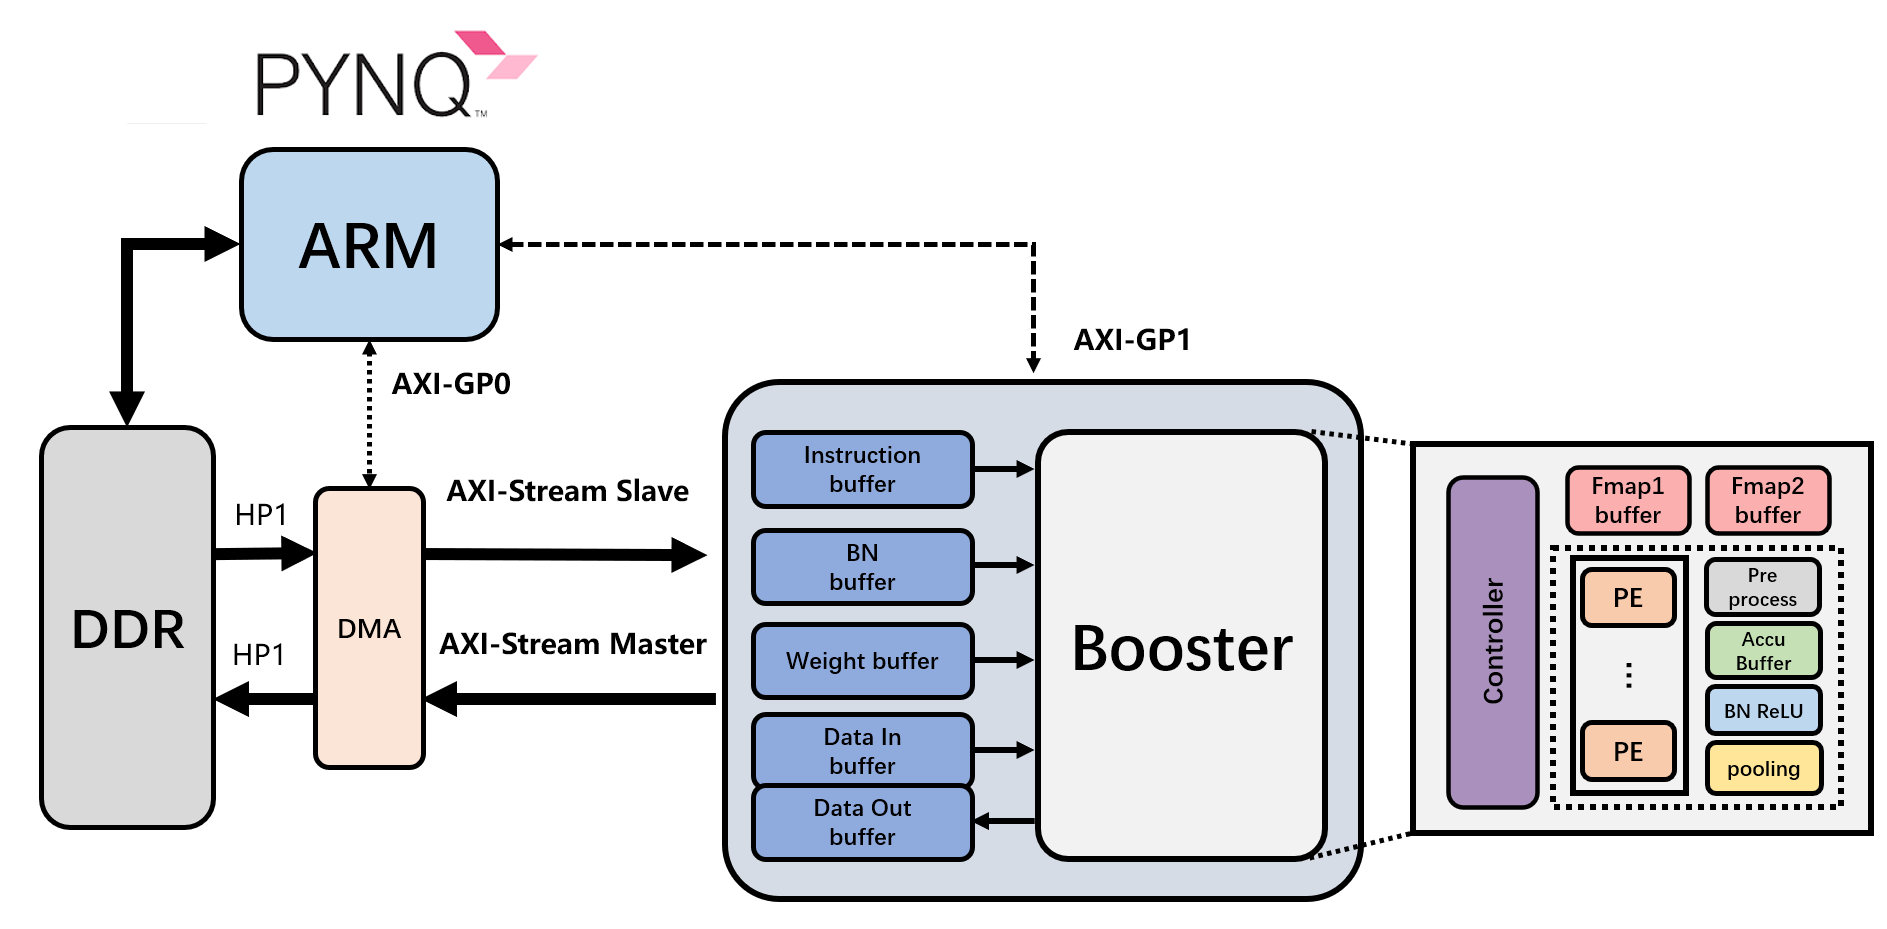 PYNQ™
ARM
AXI-GP1
AXI-GP0
AXI-Stream Slave
HP1
DDR
DMA
HP1
AXI-Stream Master
Instruction
buffer
BN
buffer
Weight buffer
Data In
buffer
Data Out
buffer
Booster
Controller
Fmap1
buffer
Fmap2
buffer
PE
...
PE
Pre
process
Accu
Buffer
BN ReLU
pooling